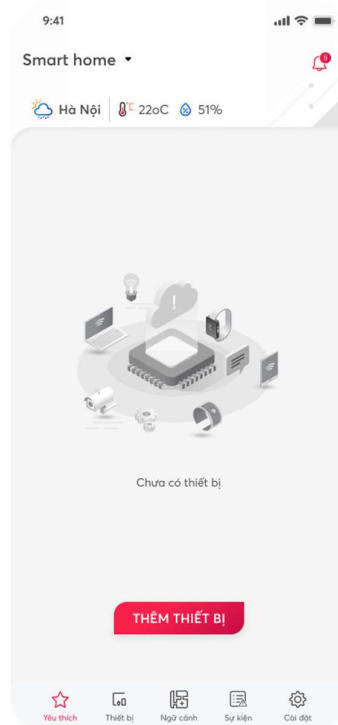 9:41
Smart home
5
Hà Nội °C 22oC 51%
Chưa có thiết bị
THÊM THIẾT BỊ
Yêu thích Thiết bị Ngữ cảnh Sự kiện Cài đặt